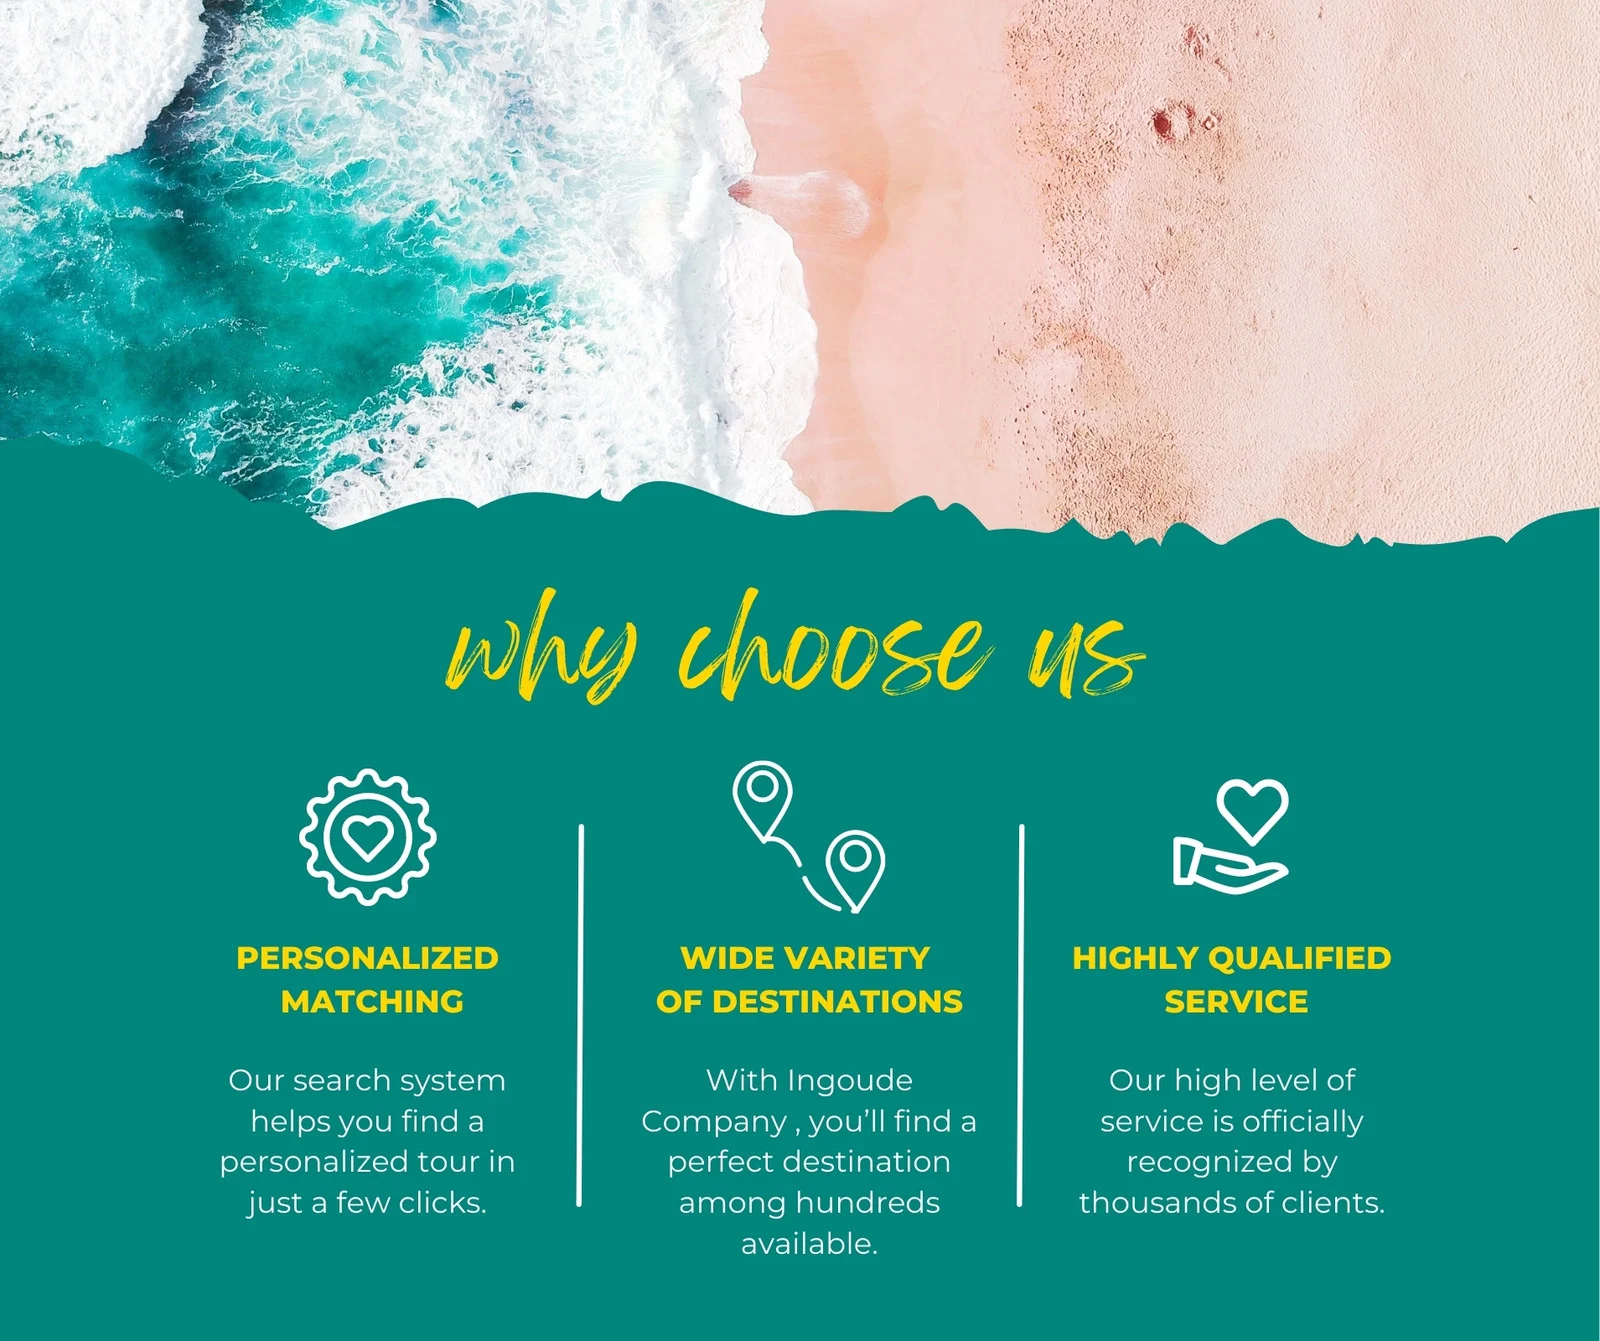 why choose us
PERSONALIZED
MATCHING
Our search system
helps you find a
personalized tour in
just a few clicks.
WIDE VARIETY
OF DESTINATIONS
With Ingoude
Company , you’ll find a
perfect destination
among hundreds
available.
HIGHLY QUALIFIED
SERVICE
Our high level of
service is officially
recognized by
thousands of clients.